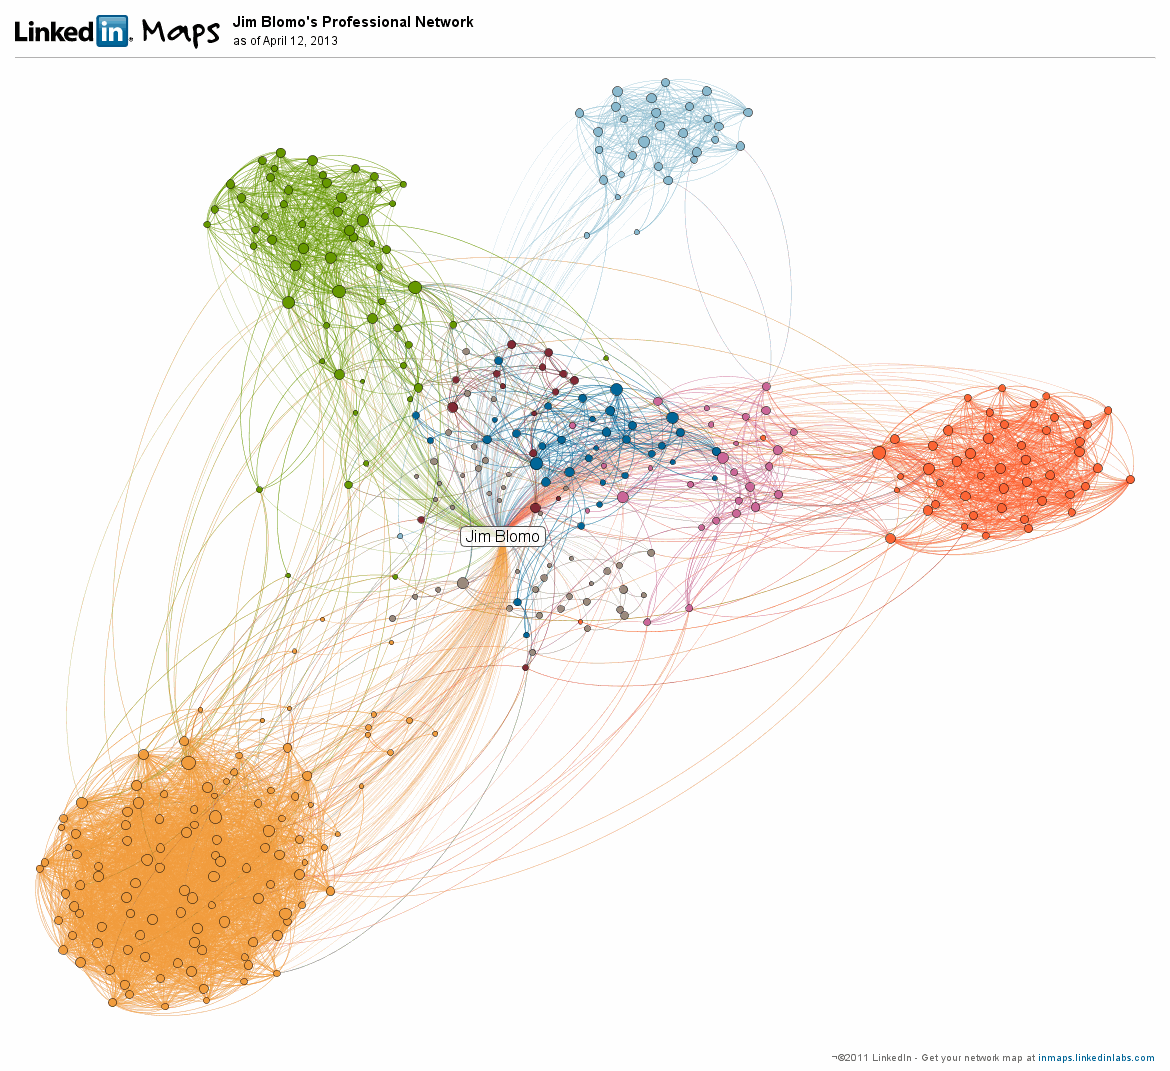 Linked in Maps
Jim Blomo's Professional Network
as of April 12, 2013
Jim Blomo
¬©2011 LinkedIn - Get your network map at inmaps.linkedinlabs.com